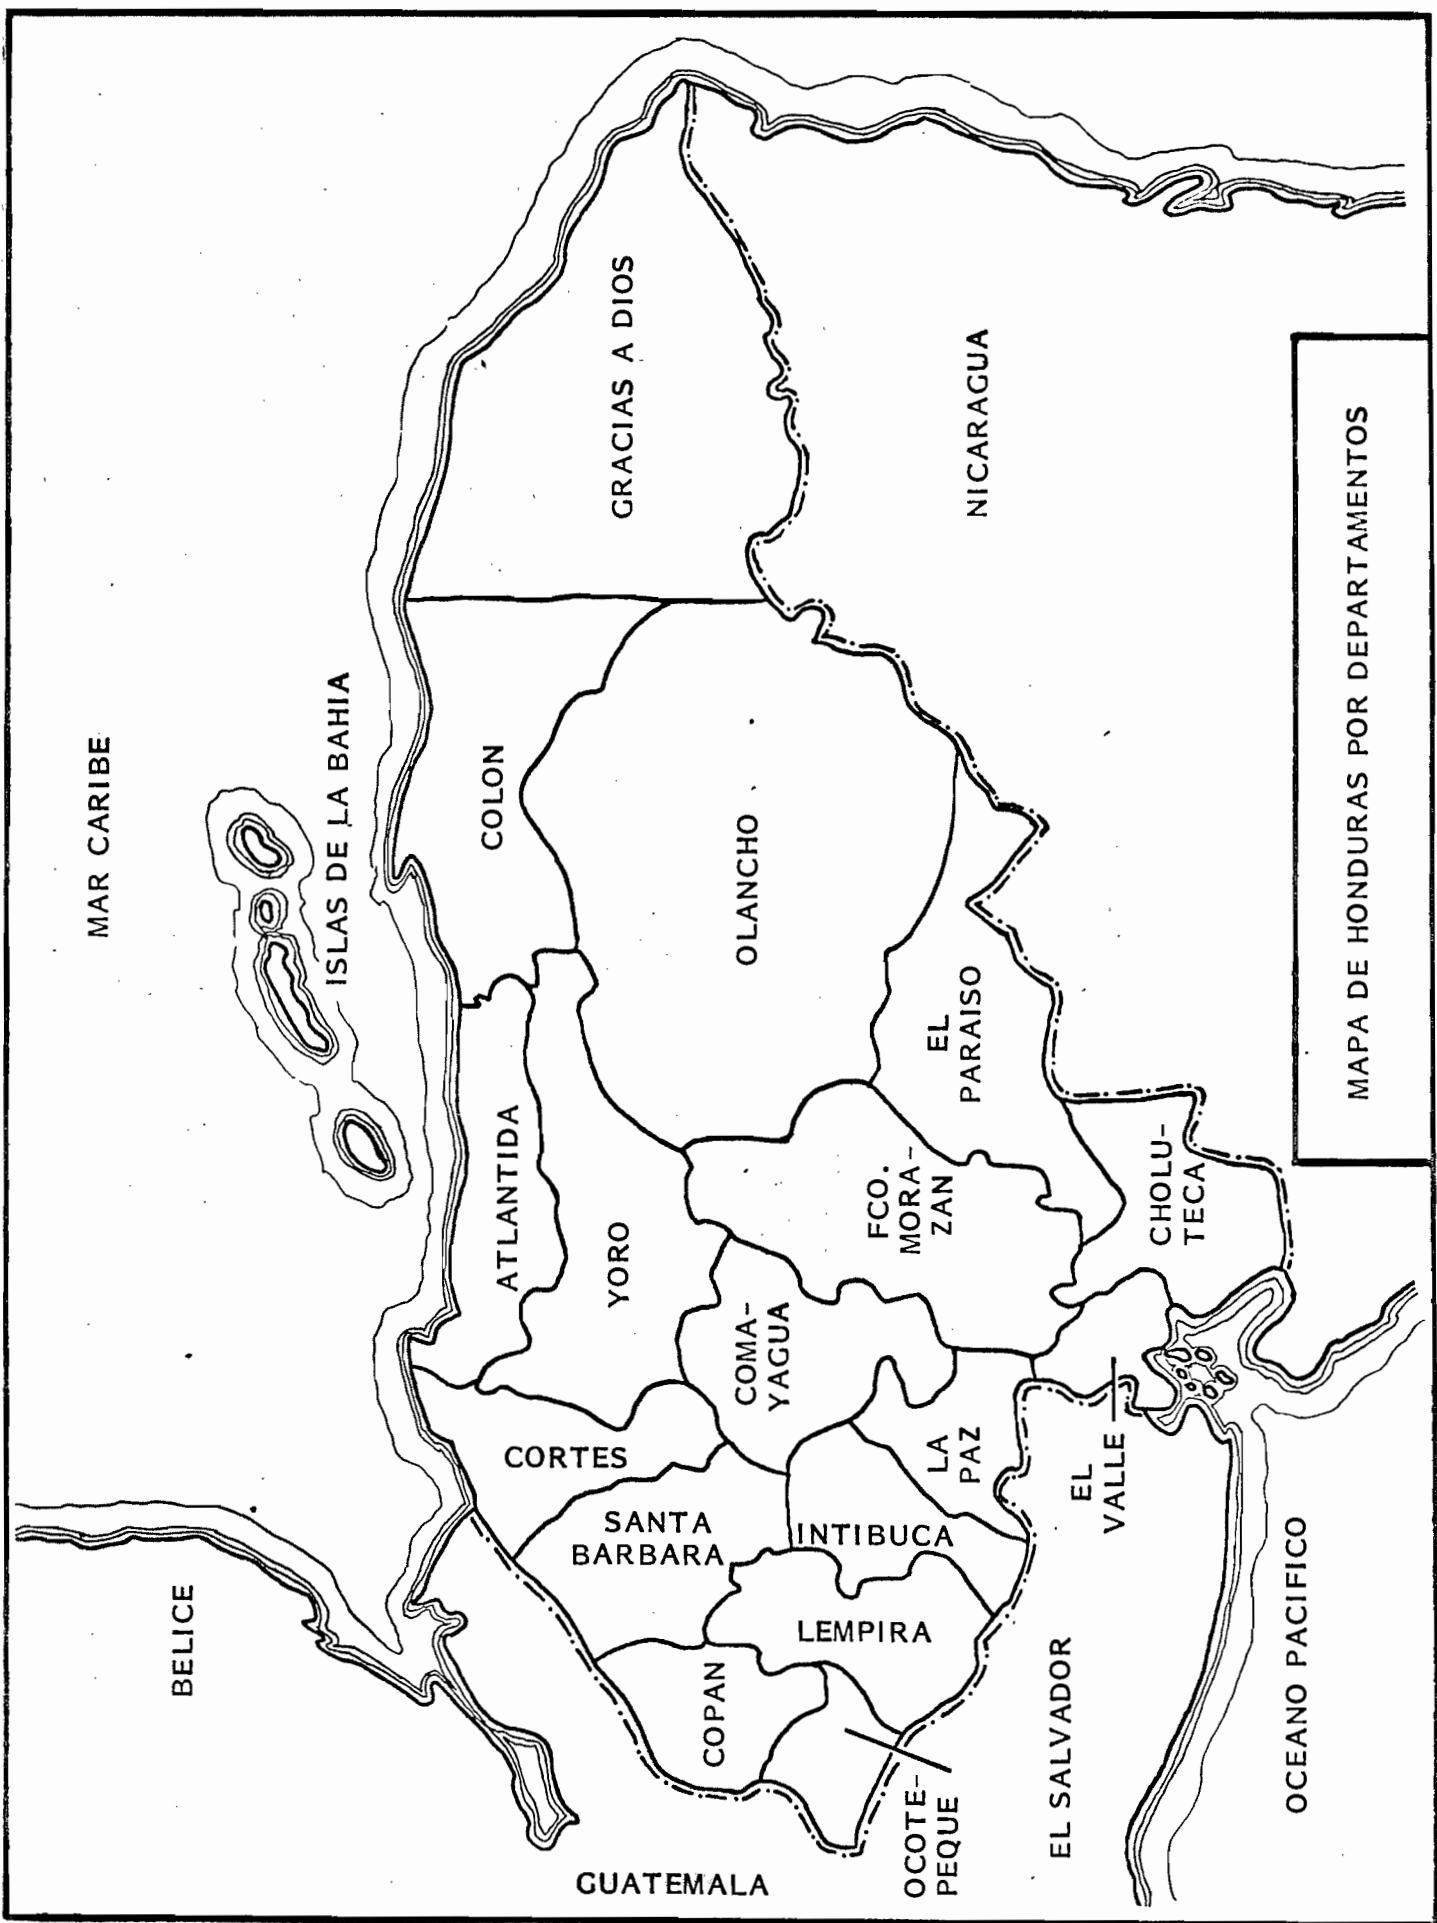 MAR CARIBE
BELICE
ISLAS DE LA BAHIA
GRACIAS A DIOS
COLON
ATLANTIDA
YORO
CORTES
OLANCHO
SANTA
BARBARA
COMA-
YAGUA
INTIBUCA
LEMPIRA
COPAN
FCO.
MORA-
ZAN
EL
PARAISO
LA
PAZ
NICARAGUA
CHOLU-
TECA
EL
VALLE
OCOTE-
PEQUE
GUATEMALA
EL SALVADOR
OCEANO PACIFICO
MAPA DE HONDURAS POR DEPARTAMENTOS